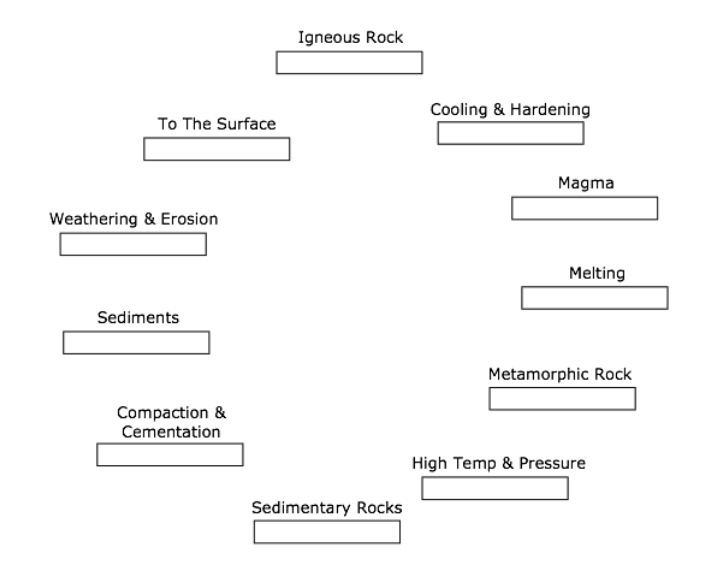 Igneous Rock
Cooling & Hardening
To The Surface
Magma
Weathering & Erosion
Melting
Sediments
Metamorphic Rock
Compaction &
Cementation
High Temp & Pressure
Sedimentary Rocks